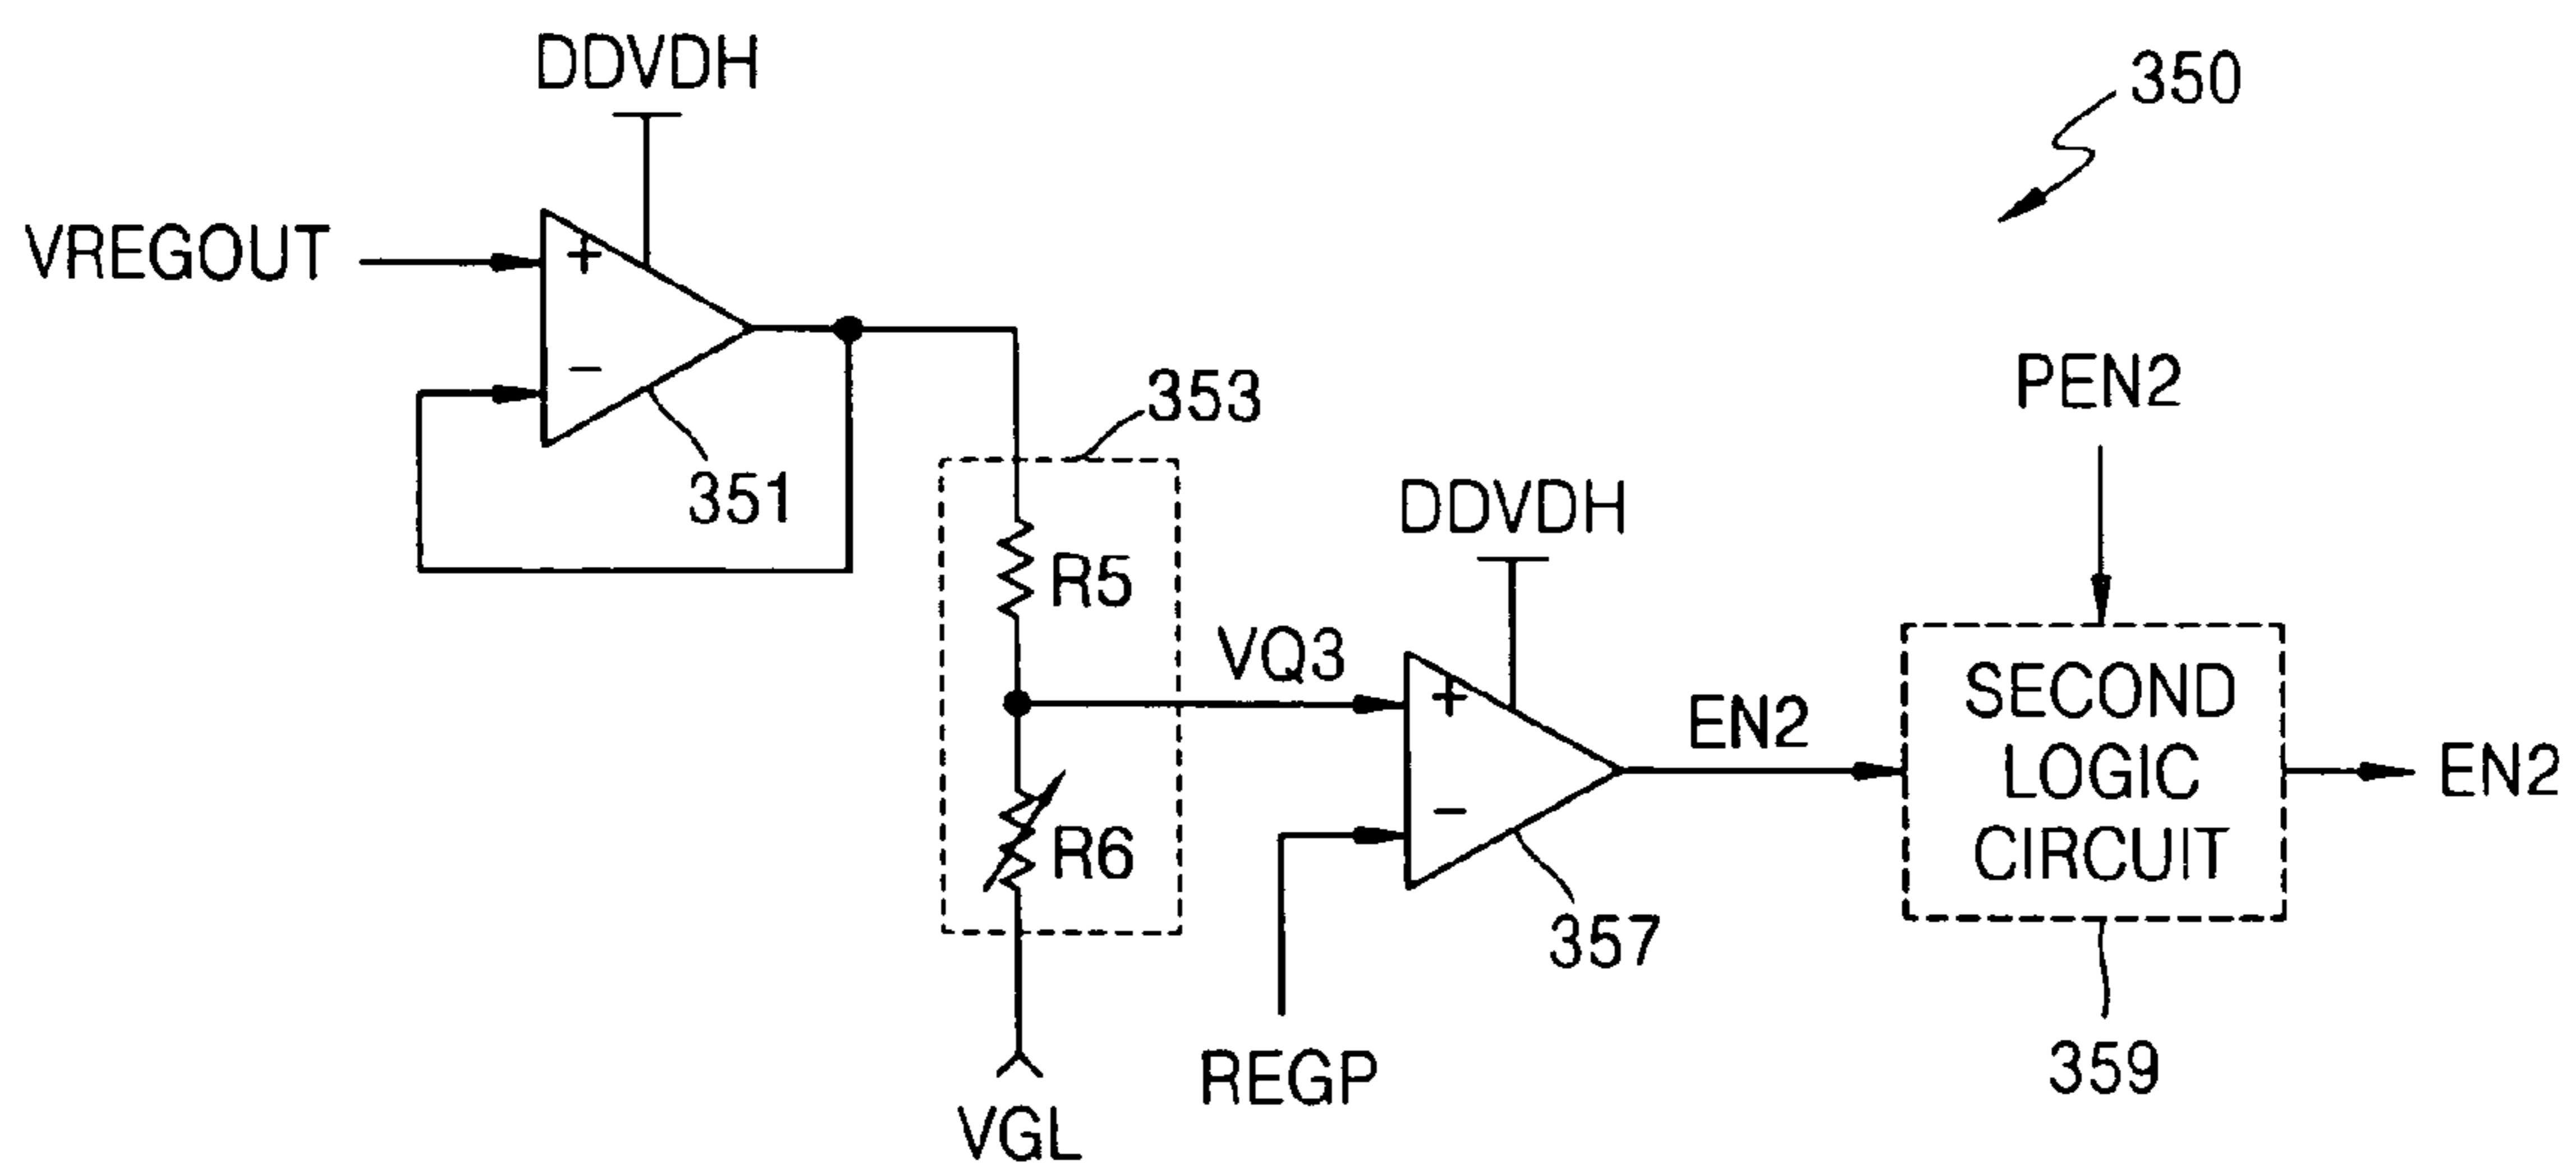 DDVDH
350
VREGOUT
+
−
351
353
PEN2
R5
DDVDH
VQ3
+
−
EN2
SECOND
LOGIC
CIRCUIT
EN2
R6
357
REGP
359
VGL